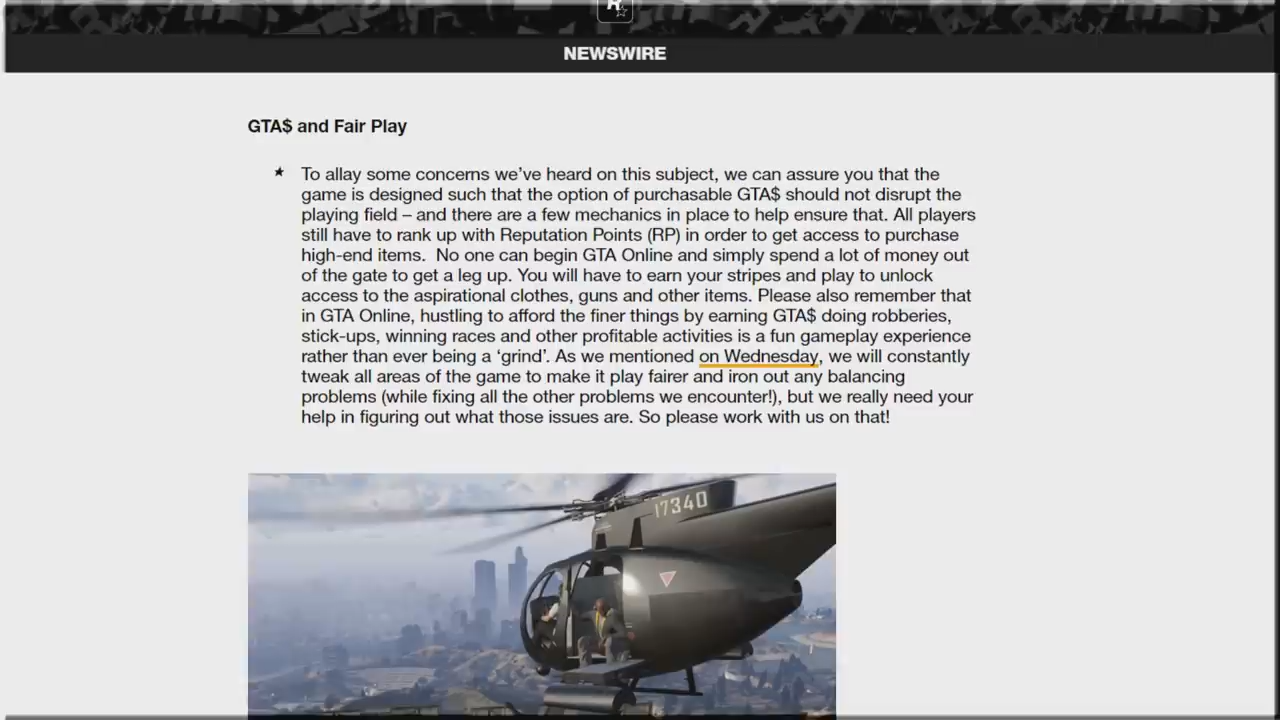 NEWSWIRE
GTA$ and Fair Play
To allay some concerns we've heard on this subject, we can assure you that the
game is designed such that the option of purchasable GTA$ should not disrupt the
playing field – and there are a few mechanics in place to help ensure that. All players
still have to rank up with Reputation Points (RP) in order to get access to purchase
high-end items.  No one can begin GTA Online and simply spend a lot of money out
of the gate to get a leg up. You will have to earn your stripes and play to unlock
access to the aspirational clothes, guns and other items. Please also remember that
in GTA Online, hustling to afford the finer things by earning GTA$ doing robberies,
stick-ups, winning races and other profitable activities is a fun gameplay experience
rather than ever being a ‘grind’. As we mentioned on Wednesday, we will constantly
tweak all areas of the game to make it play fairer and iron out any balancing
problems (while fixing all the other problems we encounter!), but we really need your
help in figuring out what those issues are. So please work with us on that!
17340